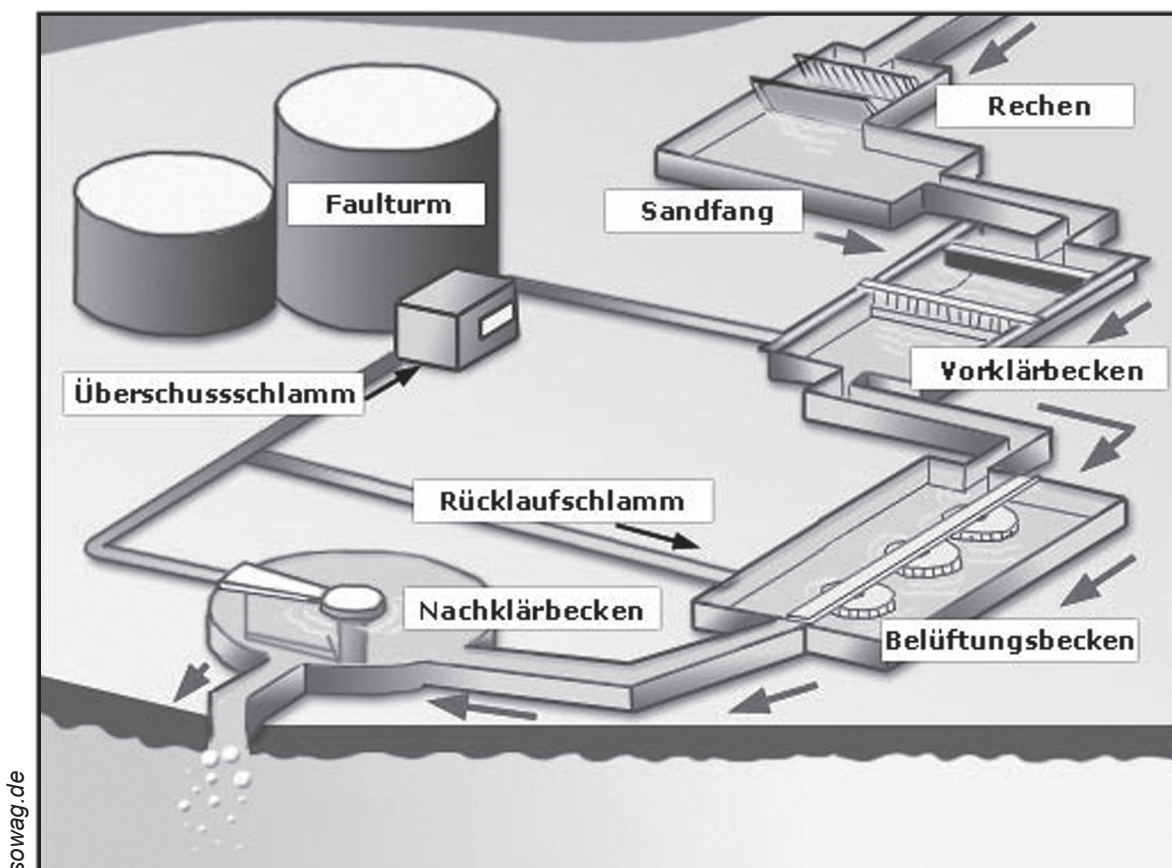 Rechen
Faulturm
Sandfang
Vorklärbecken
Überschussschlamm
Rücklaufschlamm
Nachklärbecken
Belüftungsbecken
sowag.de